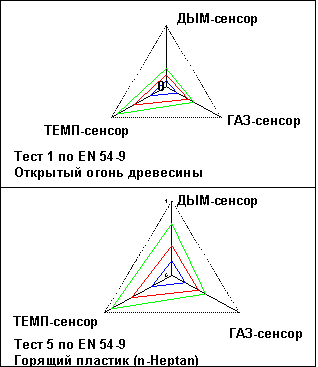 ДЫМ-сенсор
ТЕМП-сенсор
ГАЗ-сенсор
Тест 1 по EN 54-9
Открытый огонь древесины
ДЫМ-сенсор
ТЕМП-сенсор
ГАЗ-сенсор
Тест 5 по EN 54-9
Горящий пластик (n-Heptan)